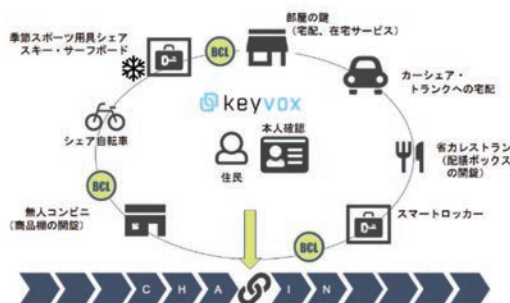 季節スポーツ用具シェア
スキー・サーフボード
BCL
部屋の鍵
(宅配、在宅サービス)
カーシェア・
トランクへの宅配
keyvox
本人確認
住民
シェア自転車
省力レストラン
(配膳ボックス
の開錠)
BCL
無人コンビニ
(商品棚の開錠)
スマートロッカー
BCL
CHAIN